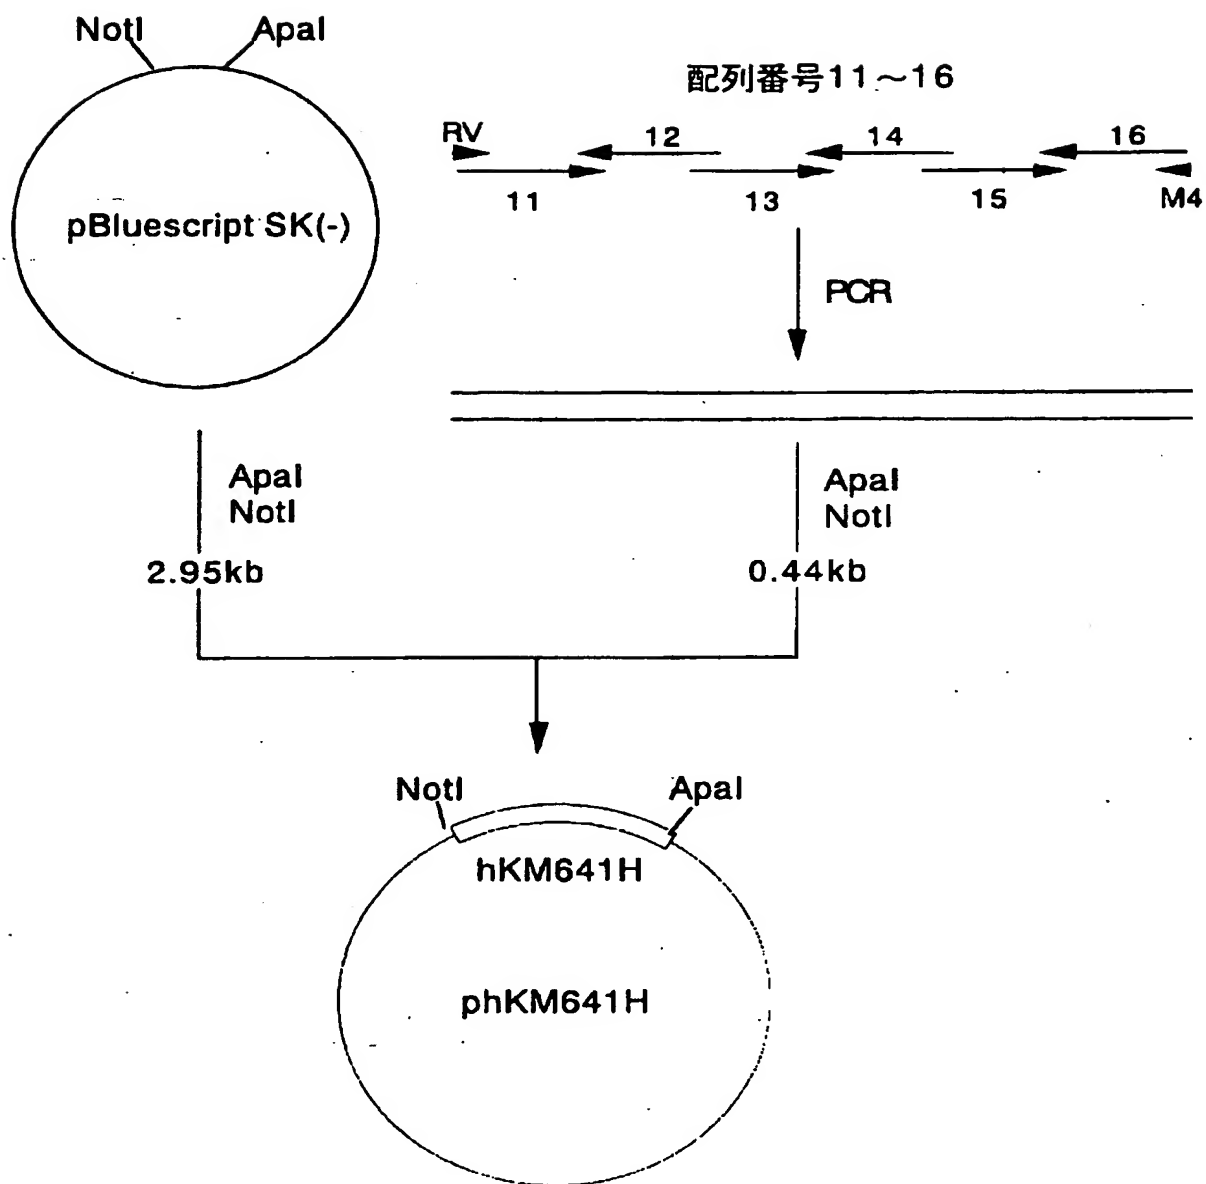 NotI
ApaI
pBluescript SK(-)
配列番号11～16
RV
12
14
16
11
13
15
M4
PCR
ApaI
NotI
2.95kb
ApaI
NotI
0.44kb
NotI
ApaI
hKM641H
phKM641H